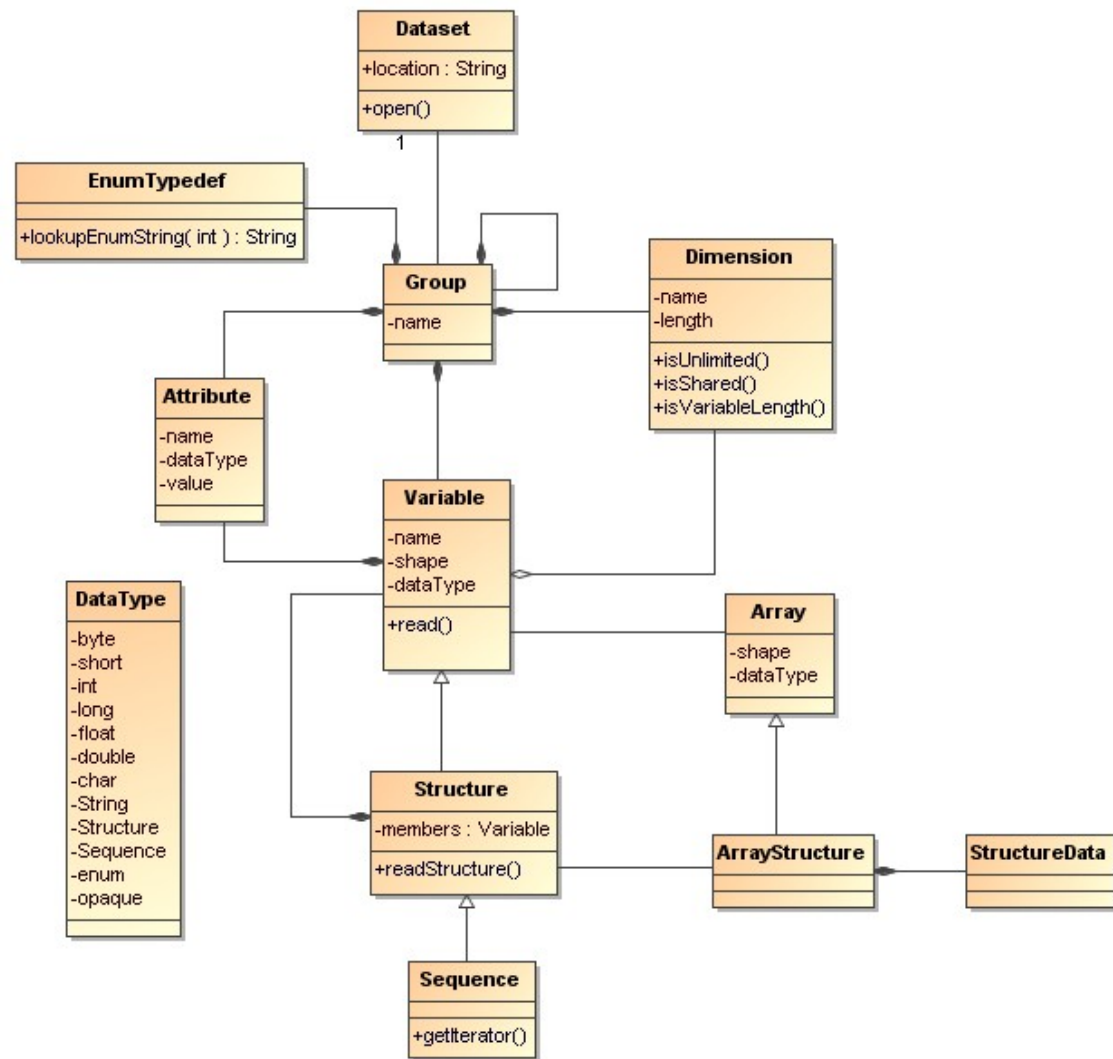 Dataset
+location : String
+open()
1
EnumTypedef
+lookupEnumString( int ) : String
Group
-name
Dimension
-name
-length
+isUnlimited()
+isShared()
+isVariableLength()
Attribute
-name
-dataType
-value
Variable
-name
-shape
-dataType
+read()
DataType
-byte
-short
-int
-long
-float
-double
-char
-String
-Structure
-Sequence
-enum
-opaque
Array
-shape
-dataType
Structure
-members : Variable
+readStructure()
ArrayStructure
StructureData
Sequence
+getIterator()